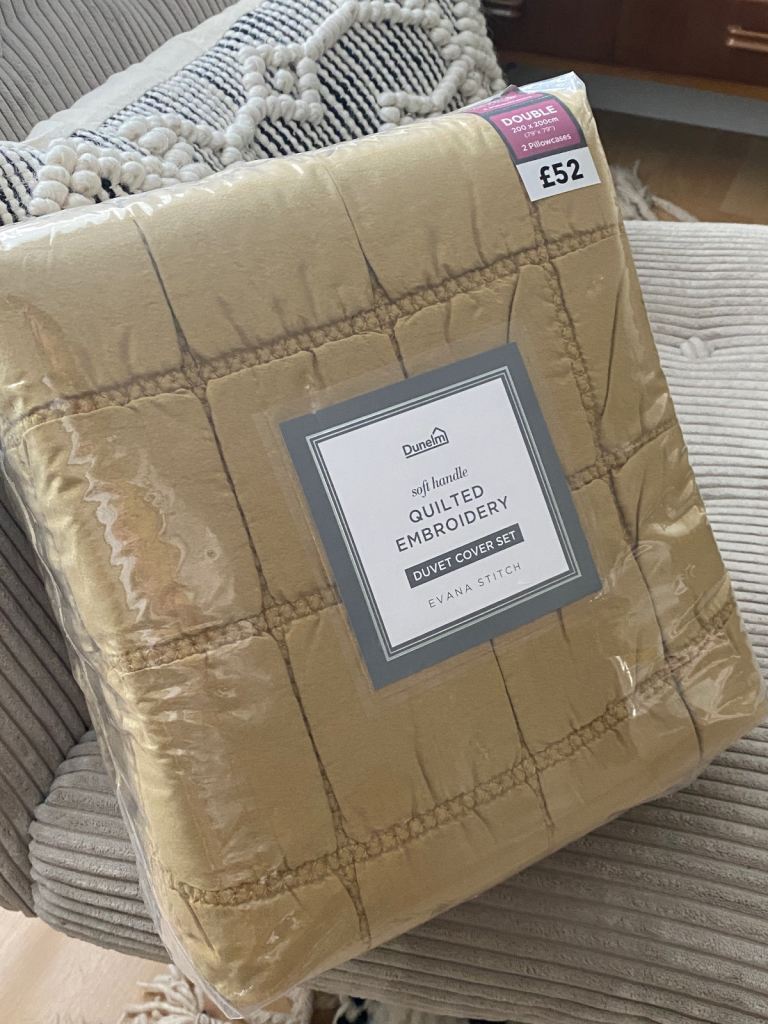 DOUBLE
200 x 200cm
(79" x 79")
2 Pillowcases
£52
Dunelm
soft handle
QUILTED
EMBROIDERY
DUVET COVER SET
EVANA STITCH